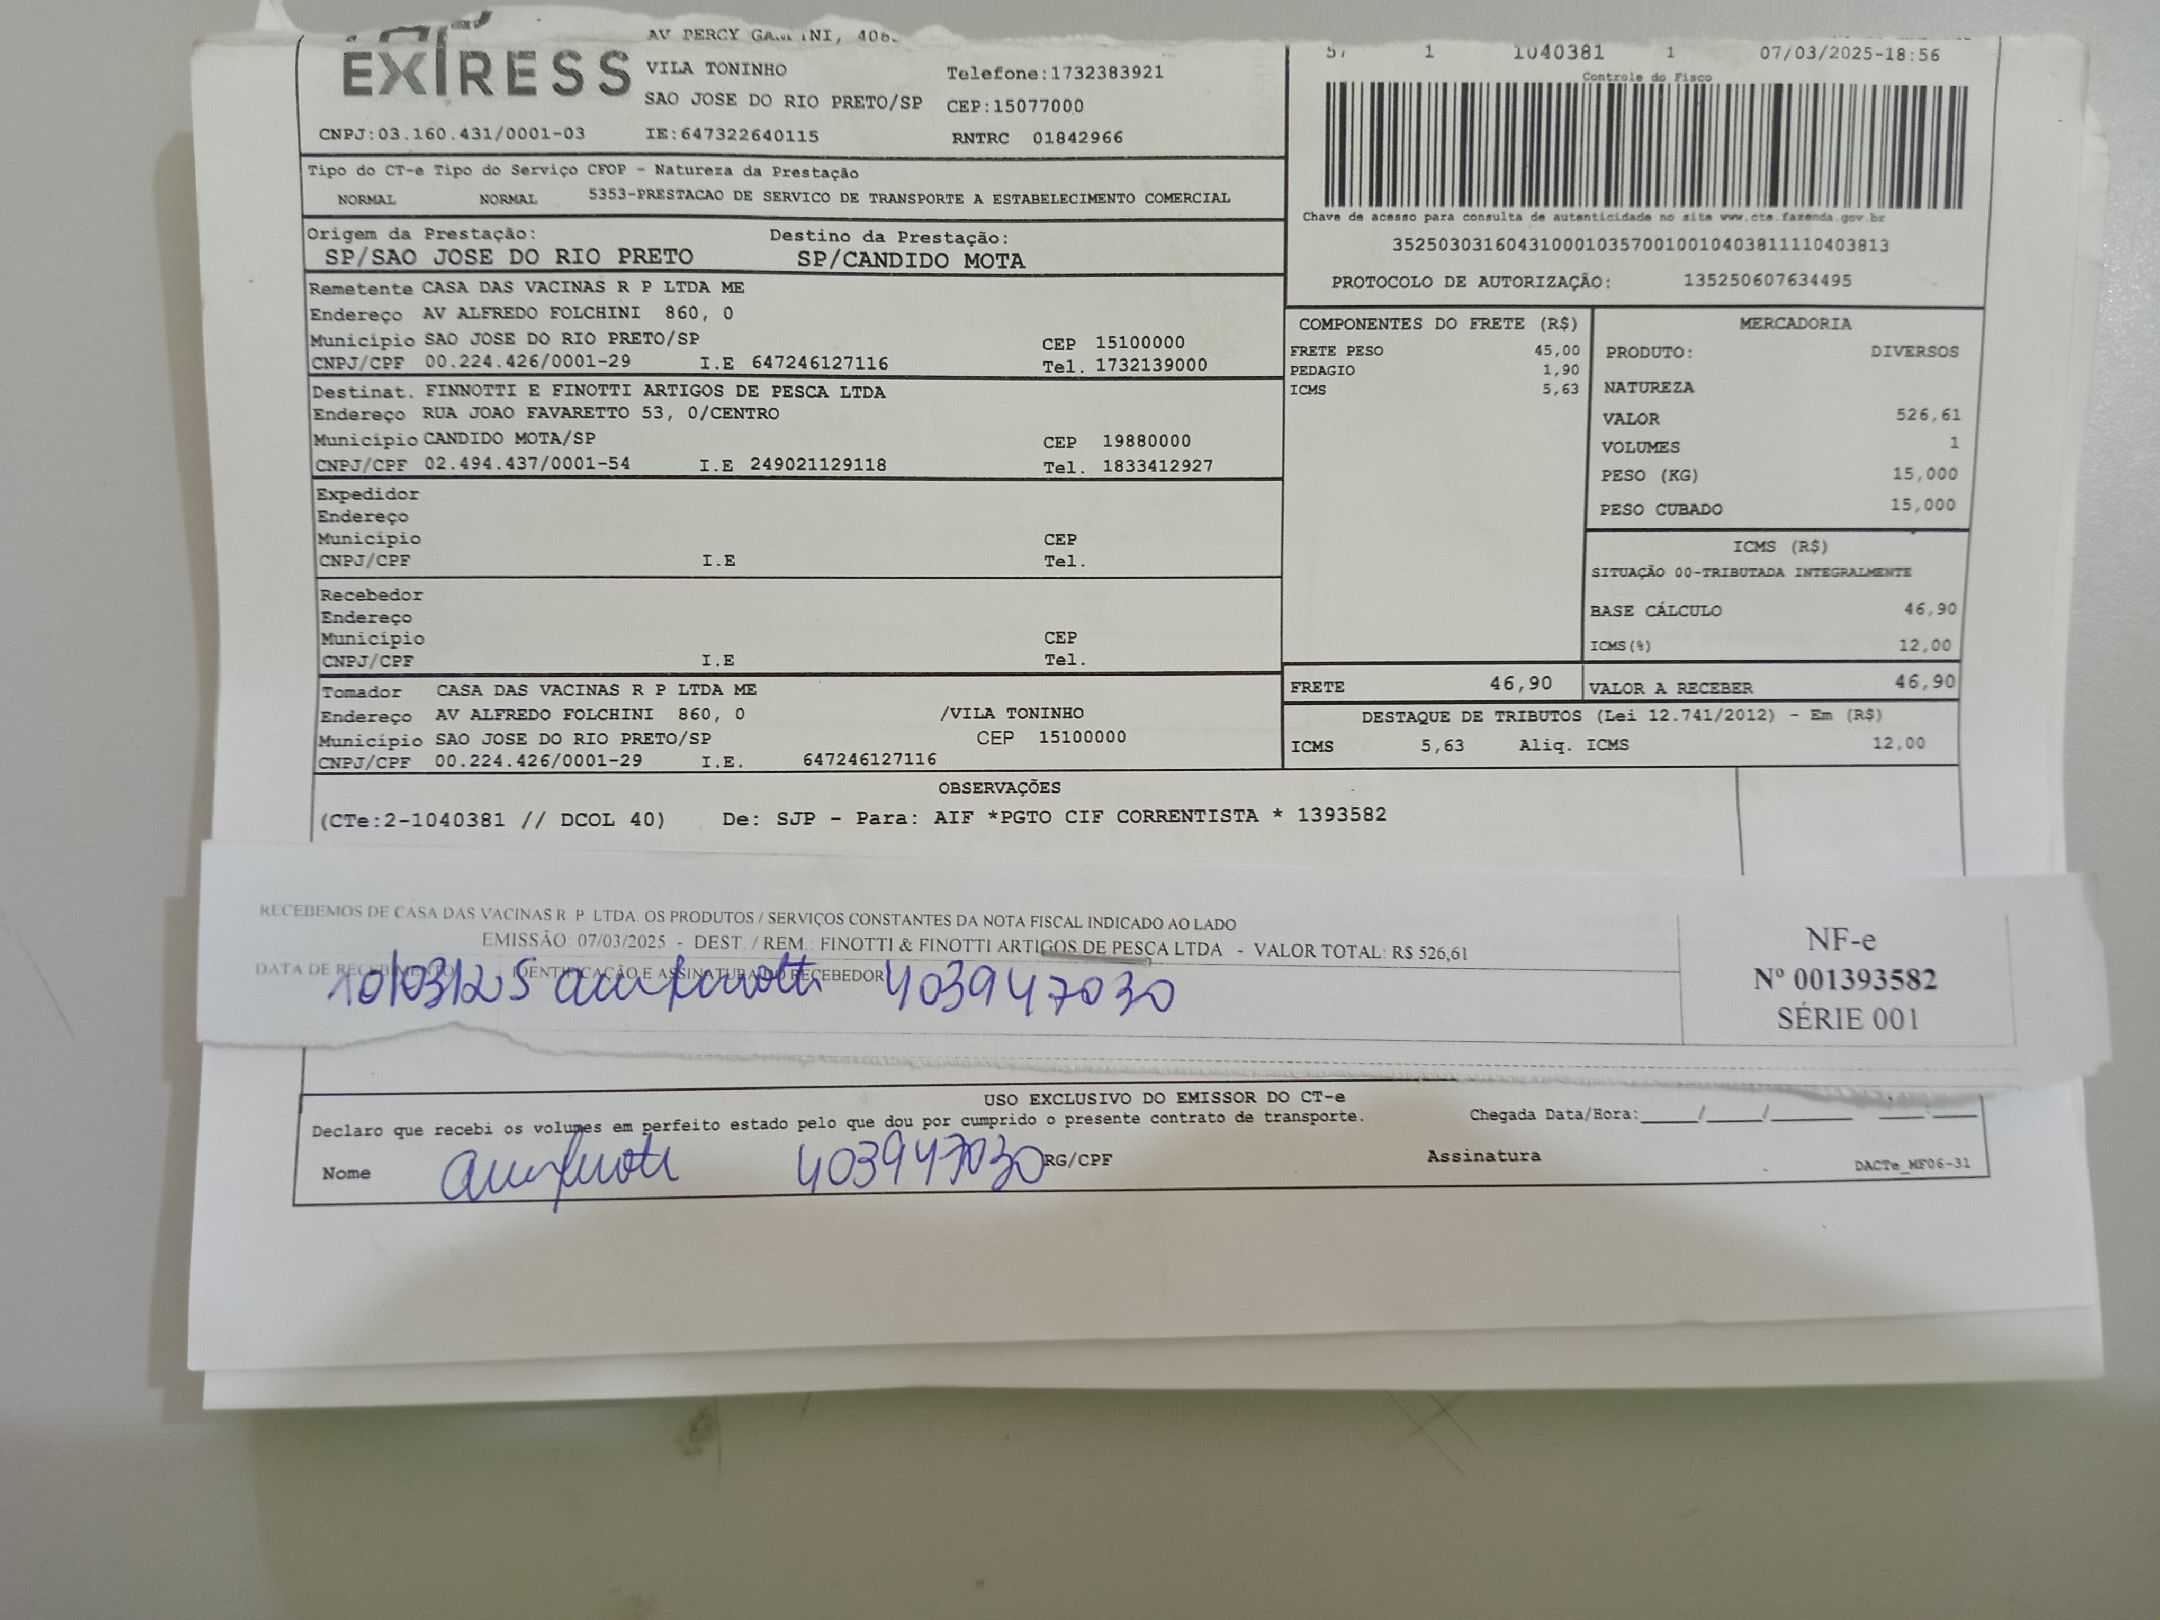 EXPRESS
VILA TONINHO
SAO JOSE DO RIO PRETO/SP
CNPJ:03.160.431/0001-03 IE:647322640115
Telefone:1732383921
CEP:15077000
RNTRC 01842966
1 1040381 1 07/03/2025-18:56
Controle do Fisco
Chave de acesso para consulta de autenticidade no site www.cte.fazenda.gov.br
35250303160431000103570010010403811110403813
PROTOCOLO DE AUTORIZAÇÃO: 135250607634495
Tipo do CT-e Tipo do Serviço CFOP - Natureza da Prestação
NORMAL NORMAL 5353-PRESTACAO DE SERVICO DE TRANSPORTE A ESTABELECIMENTO COMERCIAL
Origem da Prestação: Destino da Prestação:
SP/SAO JOSE DO RIO PRETO SP/CANDIDO MOTA
Remetente CASA DAS VACINAS R P LTDA ME
Endereço AV ALFREDO FOLCHINI 860, 0
Município SAO JOSE DO RIO PRETO/SP CEP 15100000
CNPJ/CPF 00.224.426/0001-29 I.E 647246127116 Tel. 1732139000
Destinat. FINNOTTI E FINOTTI ARTIGOS DE PESCA LTDA
Endereço RUA JOAO FAVARETTO 53, 0/CENTRO
Município CANDIDO MOTA/SP CEP 19880000
CNPJ/CPF 02.494.437/0001-54 I.E 249021129118 Tel. 1833412927
Expedidor
Endereço
Município CEP
CNPJ/CPF I.E Tel.
Recebedor
Endereço
Município CEP
CNPJ/CPF I.E Tel.
Tomador CASA DAS VACINAS R P LTDA ME
Endereço AV ALFREDO FOLCHINI 860, 0 /VILA TONINHO
Município SAO JOSE DO RIO PRETO/SP CEP 15100000
CNPJ/CPF 00.224.426/0001-29 I.E. 647246127116
COMPONENTES DO FRETE (R$)
FRETE PESO 45,00
PEDAGIO 1,90
ICMS 5,63
MERCADORIA
PRODUTO: DIVERSOS
NATUREZA
VALOR 526,61
VOLUMES 1
PESO (KG) 15,000
PESO CUBADO 15,000
ICMS (R$)
SITUAÇÃO 00-TRIBUTADA INTEGRALMENTE
BASE CÁLCULO 46,90
ICMS(%) 12,00
FRETE 46,90 VALOR A RECEBER 46,90
DESTAQUE DE TRIBUTOS (Lei 12.741/2012) - Em (R$)
ICMS 5,63 Aliq. ICMS 12,00
OBSERVAÇÕES
(CTe:2-1040381 // DCOL 40) De: SJP - Para: AIF *PGTO CIF CORRENTISTA * 1393582
RECEBEMOS DE CASA DAS VACINAS R. P. LTDA. OS PRODUTOS / SERVIÇOS CONSTANTES DA NOTA FISCAL INDICADO AO LADO
EMISSÃO: 07/03/2025 - DEST. / REM.: FINOTTI & FINOTTI ARTIGOS DE PESCA LTDA - VALOR TOTAL: R$ 526,61
DATA DE RECEBIMENTO IDENTIFICAÇÃO E ASSINATURA DO RECEBEDOR
10/03/25 403947030
NF-e
Nº 001393582
SÉRIE 001
USO EXCLUSIVO DO EMISSOR DO CT-e
Declaro que recebi os volumes em perfeito estado pelo que dou por cumprido o presente contrato de transporte. Chegada Data/Hora:____/____/______ ___:___
Nome 403947030 RG/CPF Assinatura DACTe_MF06-31